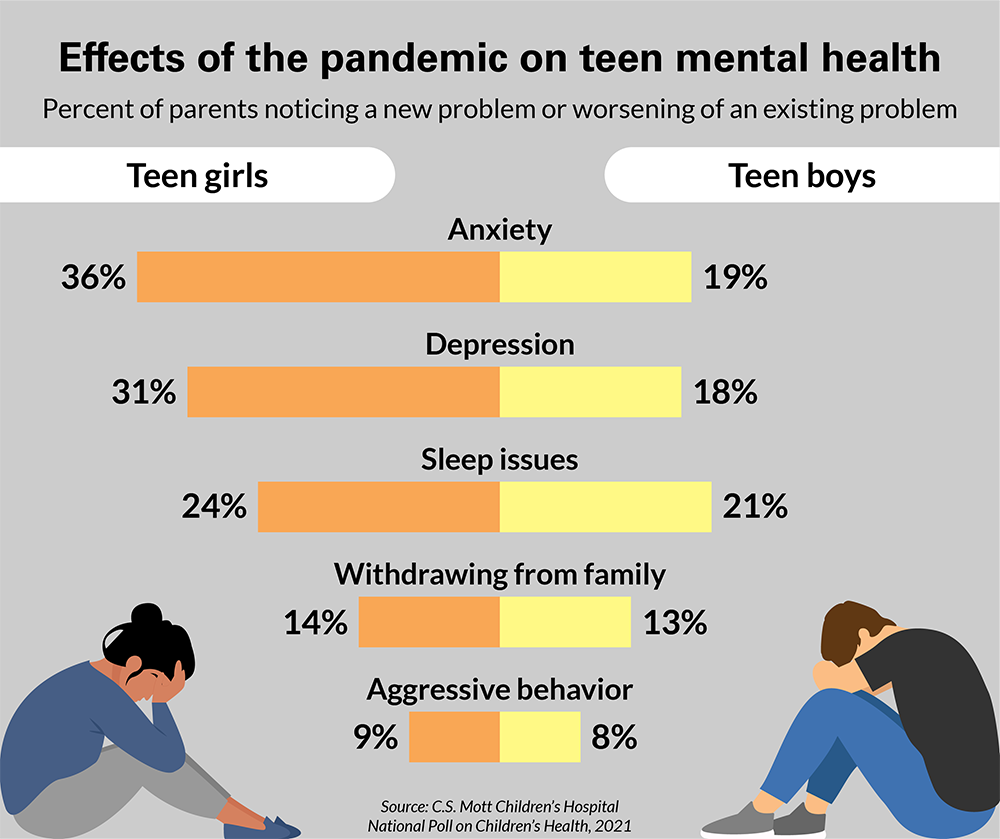 Effects of the pandemic on teen mental health
Percent of parents noticing a new problem or worsening of an existing problem
Teen girls Teen boys
Anxiety
36% 19%
Depression
31% 18%
Sleep issues
24% 21%
Withdrawing from family
14% 13%
Aggressive behavior
9% 8%
Source: C.S. Mott Children's Hospital
National Poll on Children's Health, 2021